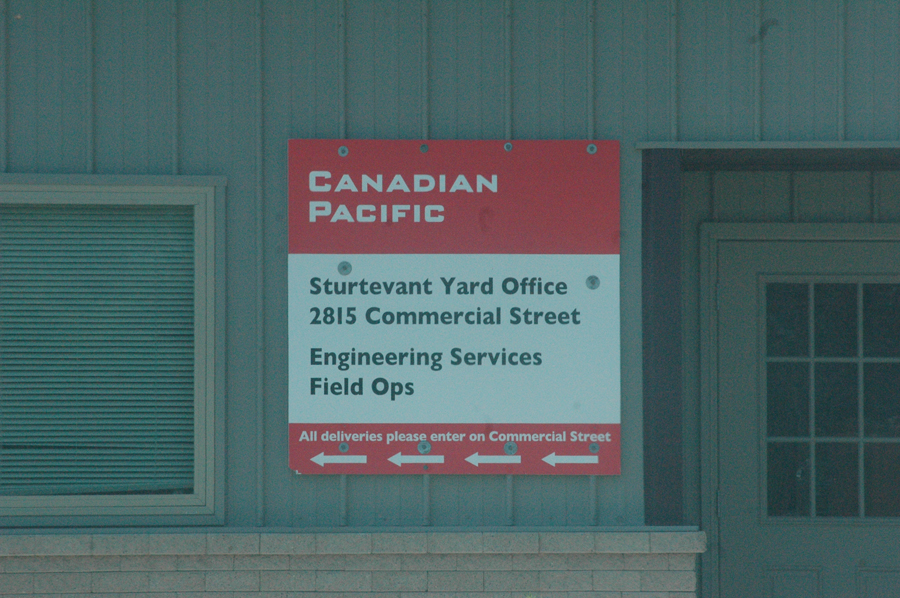 CANADIAN
PACIFIC
Sturtevant Yard Office
2815 Commercial Street
Engineering Services
Field Ops
All deliveries please enter on Commercial Street